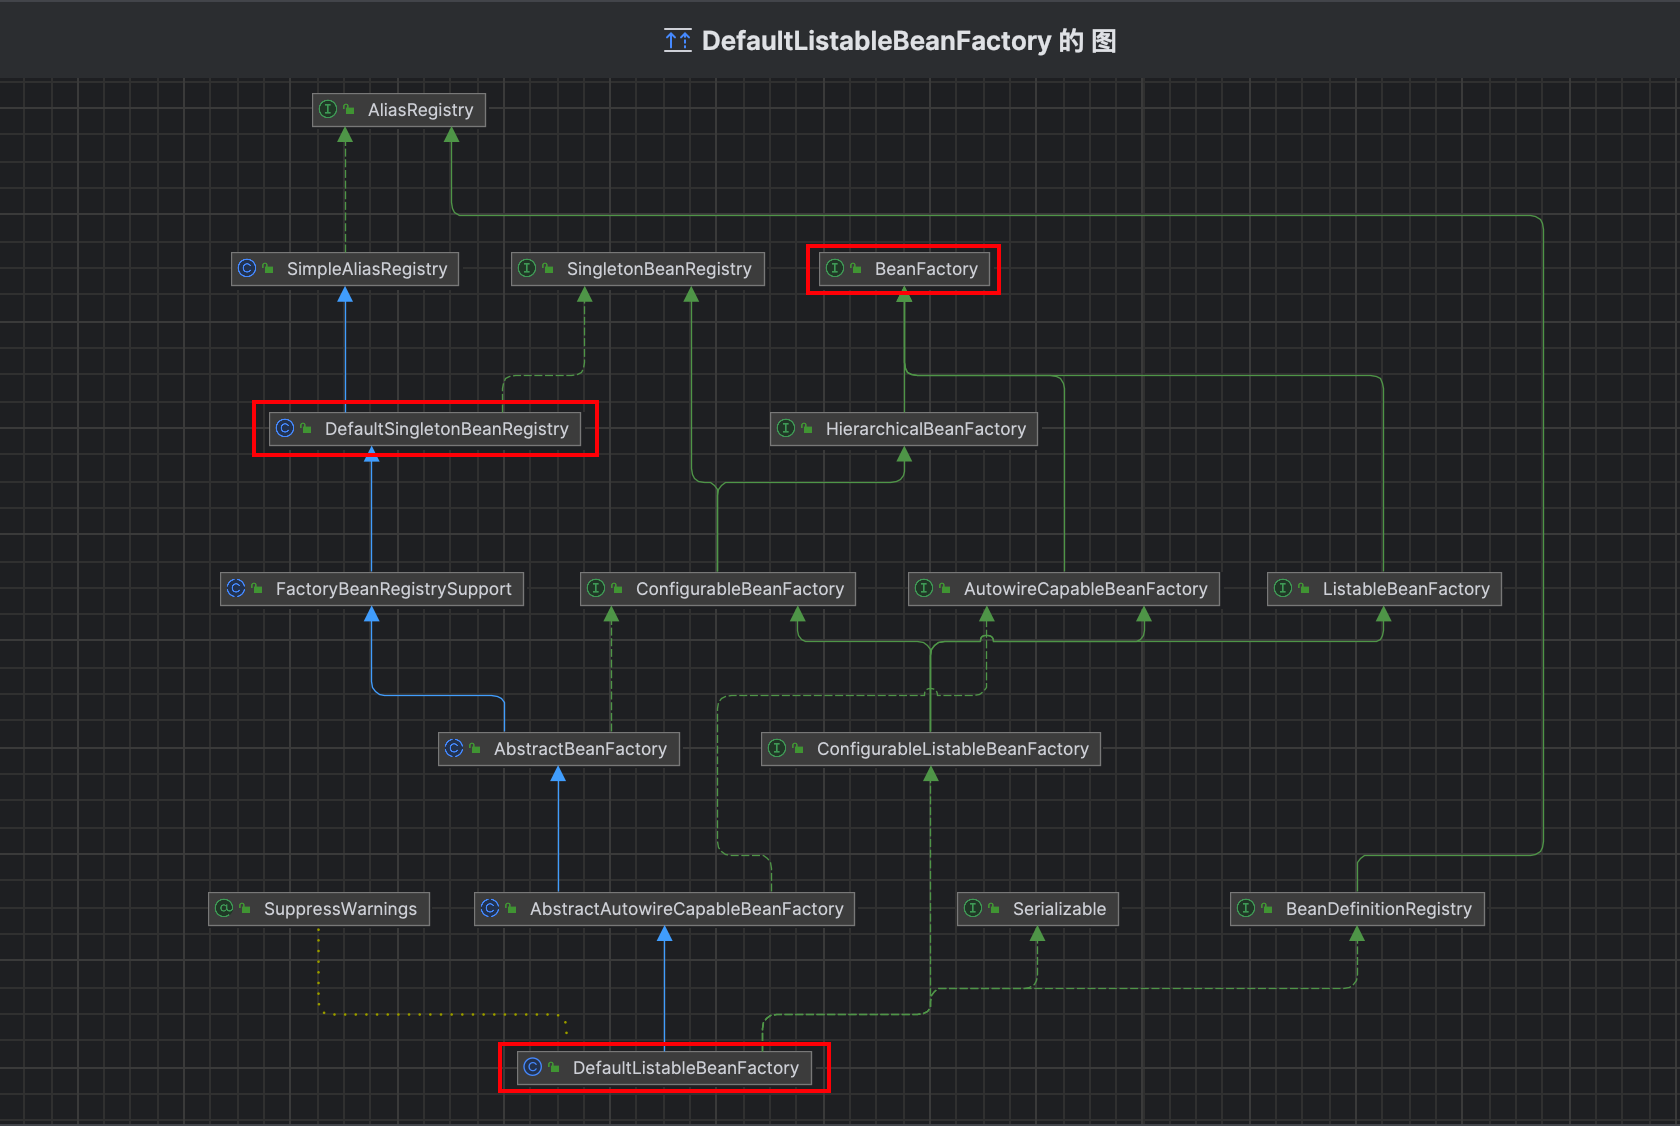 DefaultListableBeanFactory 的 图
AliasRegistry
SimpleAliasRegistry
SingletonBeanRegistry
BeanFactory
DefaultSingletonBeanRegistry
HierarchicalBeanFactory
FactoryBeanRegistrySupport
ConfigurableBeanFactory
AutowireCapableBeanFactory
ListableBeanFactory
AbstractBeanFactory
ConfigurableListableBeanFactory
SuppressWarnings
AbstractAutowireCapableBeanFactory
Serializable
BeanDefinitionRegistry
DefaultListableBeanFactory